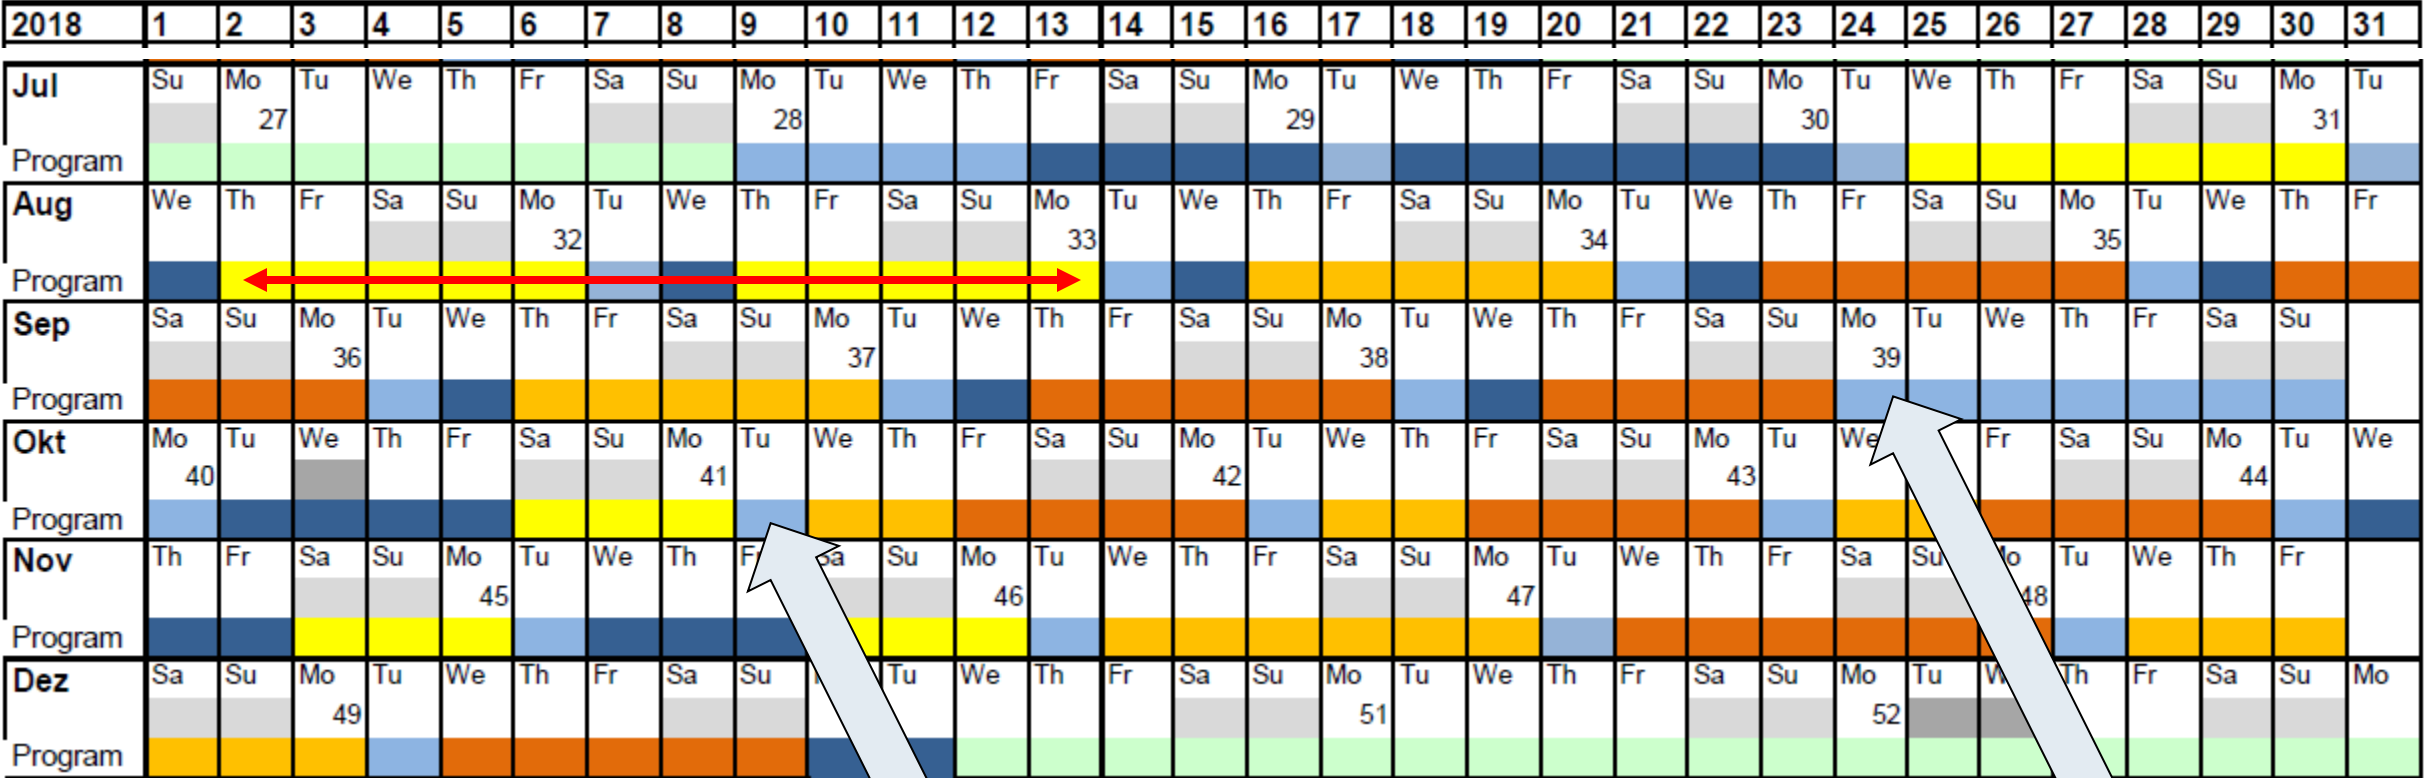 2018 1 2 3 4 5 6 7 8 9 10 11 12 13 14 15 16 17 18 19 20 21 22 23 24 25 26 27 28 29 30 31
Jul Su Mo Tu We Th Fr Sa Su Mo Tu We Th Fr Sa Su Mo Tu We Th Fr Sa Su Mo Tu We Th Fr Sa Su Mo Tu
27 28 29 30 31
Program
Aug We Th Fr Sa Su Mo Tu We Th Fr Sa Su Mo Tu We Th Fr Sa Su Mo Tu We Th Fr Sa Su Mo Tu We Th Fr
32 33 34 35
Program
Sep Sa Su Mo Tu We Th Fr Sa Su Mo Tu We Th Fr Sa Su Mo Tu We Th Fr Sa Su Mo Tu We Th Fr Sa Su
36 37 38 39
Program
Okt Mo Tu We Th Fr Sa Su Mo Tu We Th Fr Sa Su Mo Tu We Th Fr Sa Su Mo Tu We Fr Sa Su Mo Tu We
40 41 42 43 44
Program
Nov Th Fr Sa Su Mo Tu We Th Fr Sa Su Mo Tu We Th Fr Sa Su Mo Tu We Th Fr Sa Su Mo Tu We Th Fr
45 46 47 48
Program
Dez Sa Su Mo Tu We Th Fr Sa Su Tu We Th Fr Sa Su Mo Tu We Th Fr Sa Su Mo Tu Th Fr Sa Su Mo
49 51 52
Program